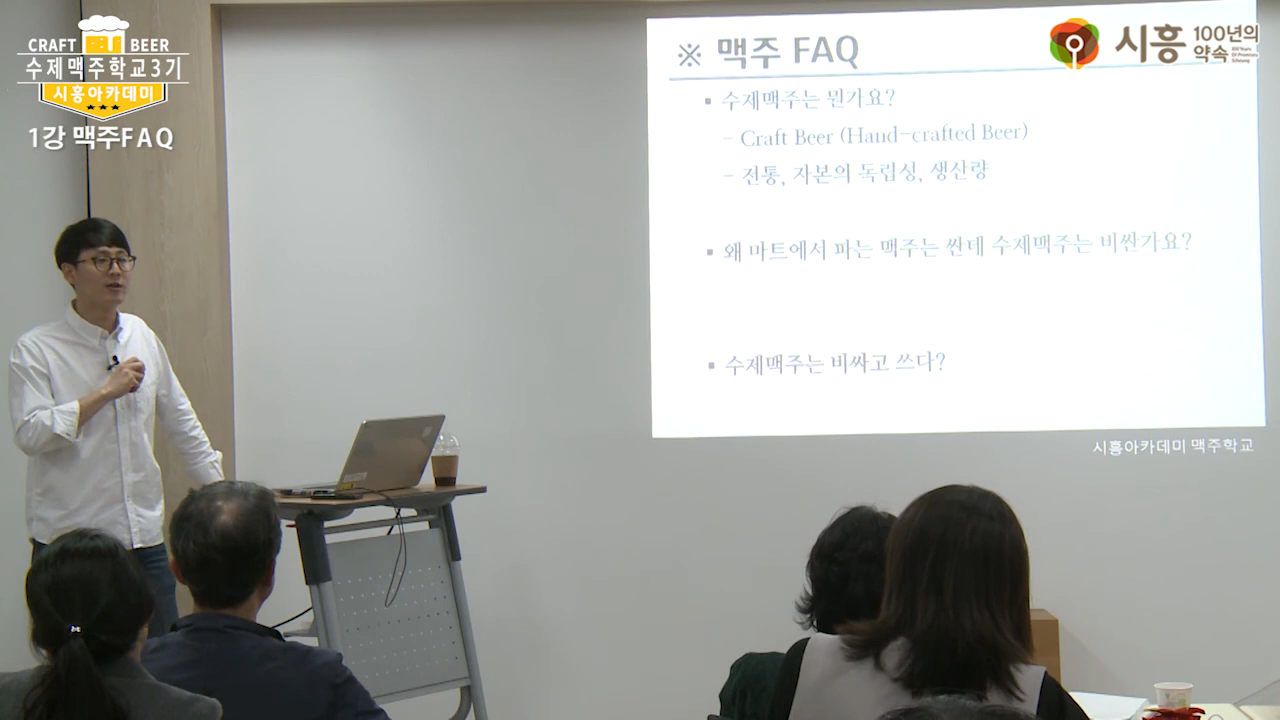 CRAFT BEER
수제맥주학교3기
시흥아카데미
1강 맥주FAQ
※ 맥주 FAQ
시흥 100년의 약속
▪ 수제맥주는 뭔가요?
- Craft Beer (Hand-crafted Beer)
- 전통, 자본의 독립성, 생산량
▪ 왜 마트에서 파는 맥주는 싼데 수제맥주는 비싼가요?
▪ 수제맥주는 비싸고 쓰다?
시흥아카데미 맥주학교